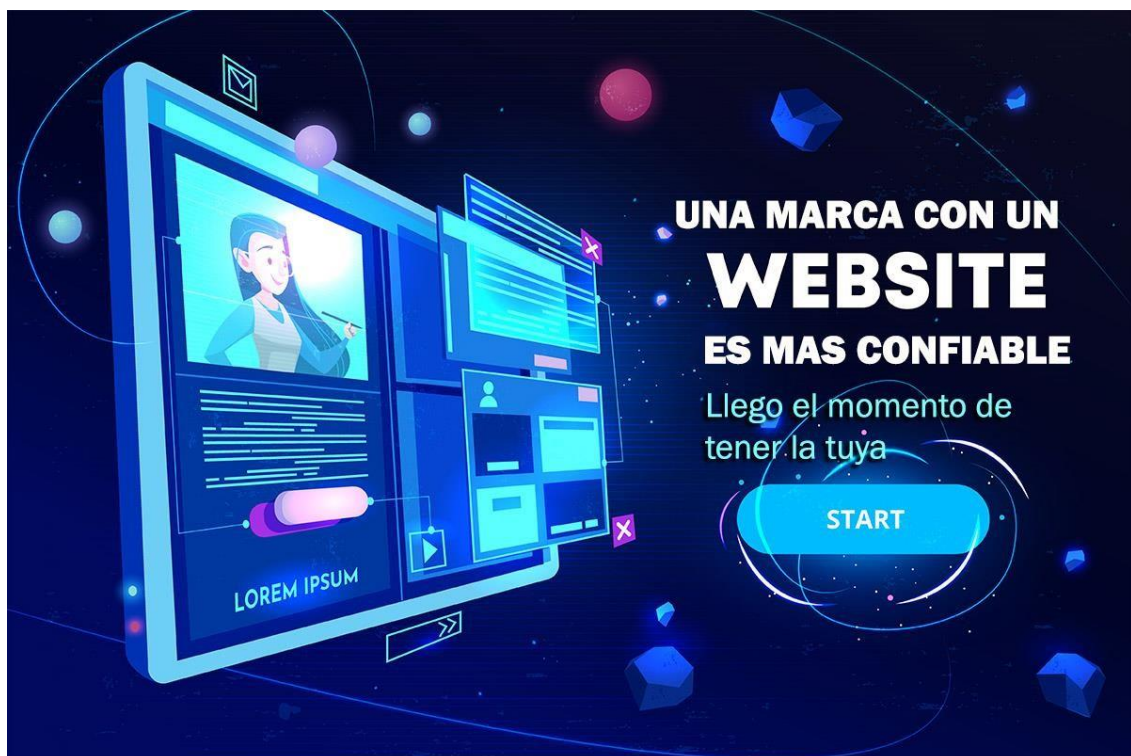 UNA MARCA CON UN
WEBSITE
ES MAS CONFIABLE
Llego el momento de
tener la tuya
START
LOREM IPSUM